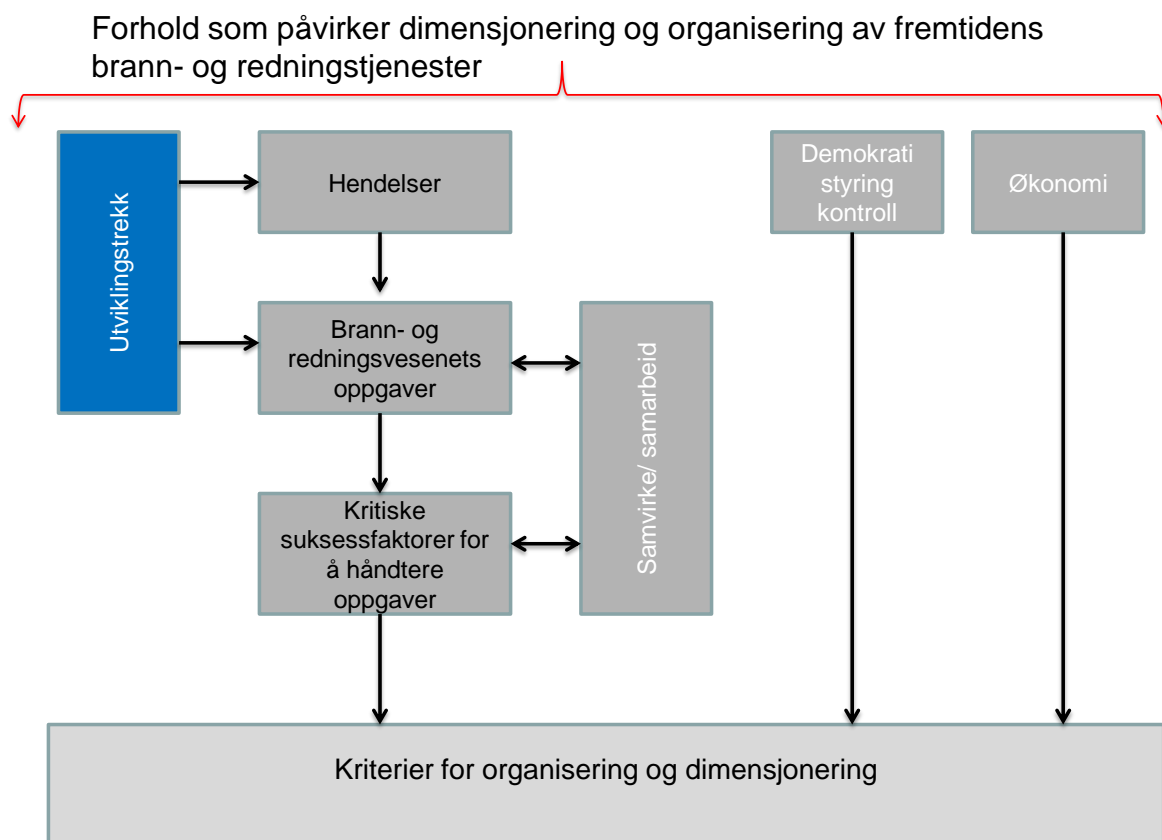 Forhold som påvirker dimensjonering og organisering av fremtidens
brann- og redningstjenester
Utviklingstrekk
Hendelser
Demokrati
styring
kontroll
Økonomi
Brann- og
redningsvesenets
oppgaver
Samvirke/ samarbeid
Kritiske
suksessfaktorer for
å håndtere
oppgaver
Kriterier for organisering og dimensjonering